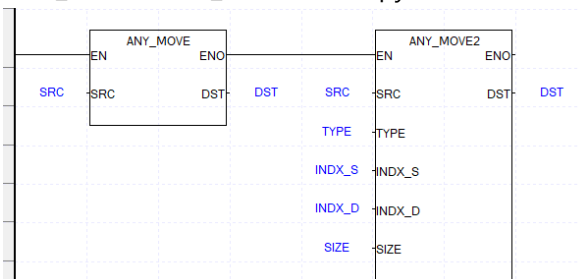 ANY_MOVE
EN
ENO
SRC
SRC
DST
DST
ANY_MOVE2
EN
ENO
SRC
SRC
DST
DST
TYPE
TYPE
INDX_S
INDX_S
INDX_D
INDX_D
SIZE
SIZE